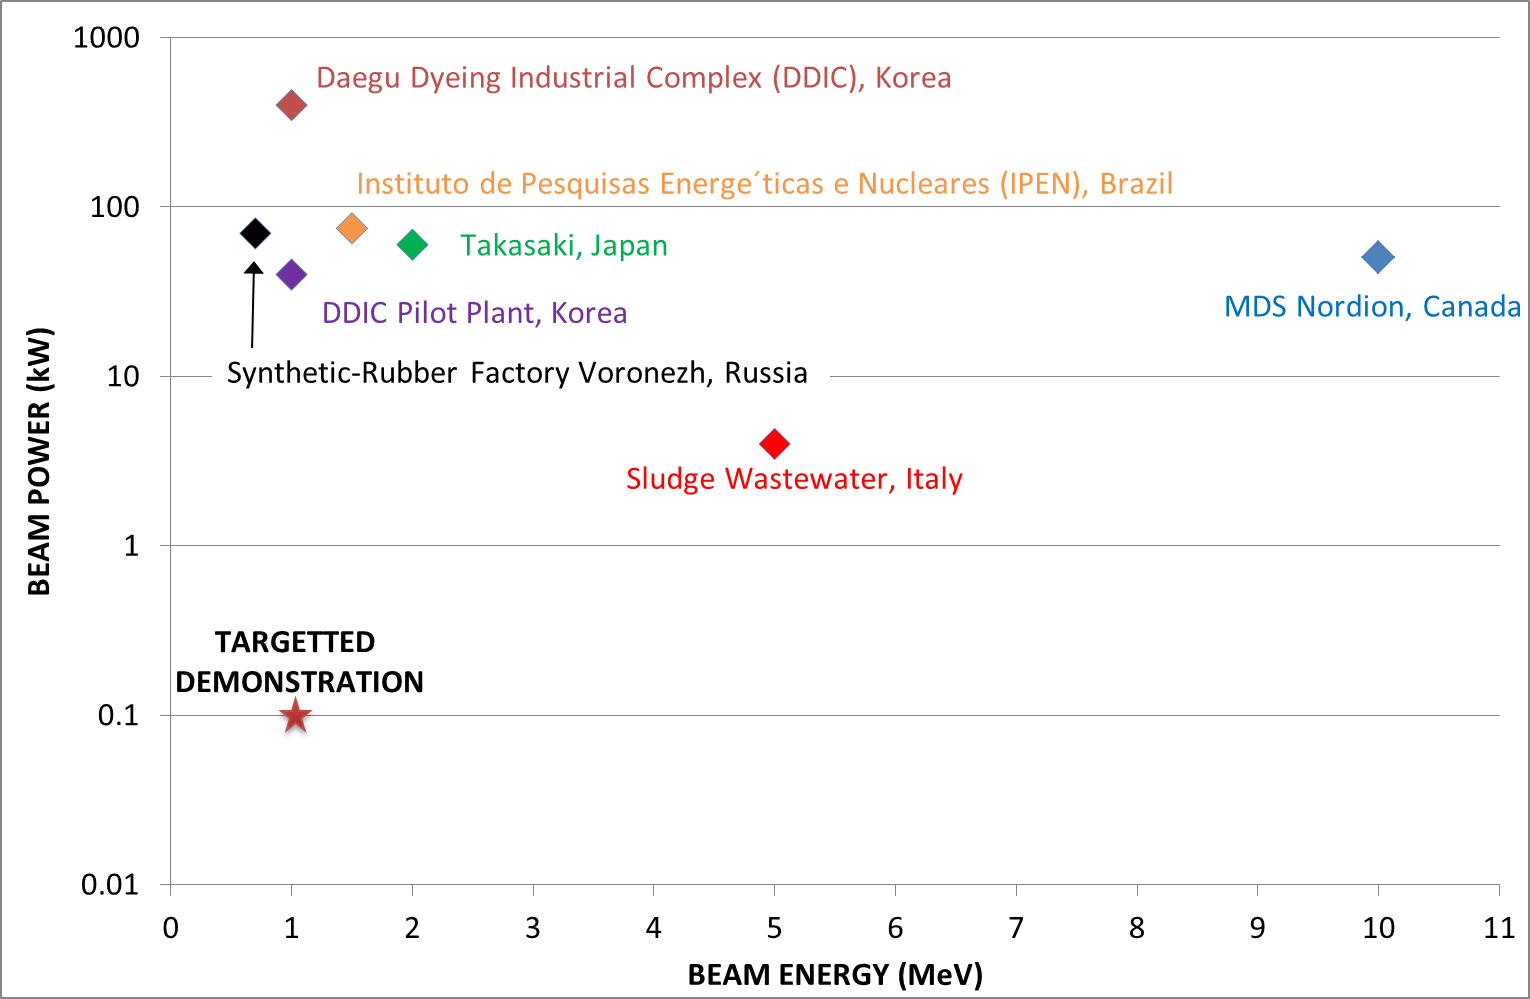 1000
Daegu Dyeing Industrial Complex (DDIC), Korea
Instituto de Pesquisas Energe´ticas e Nucleares (IPEN), Brazil
100
Takasaki, Japan
DDIC Pilot Plant, Korea
MDS Nordion, Canada
Synthetic-Rubber Factory Voronezh, Russia
10
Sludge Wastewater, Italy
1
TARGETTED
DEMONSTRATION
0.1
0.01
BEAM POWER (kW)
0 1 2 3 4 5 6 7 8 9 10 11
BEAM ENERGY (MeV)